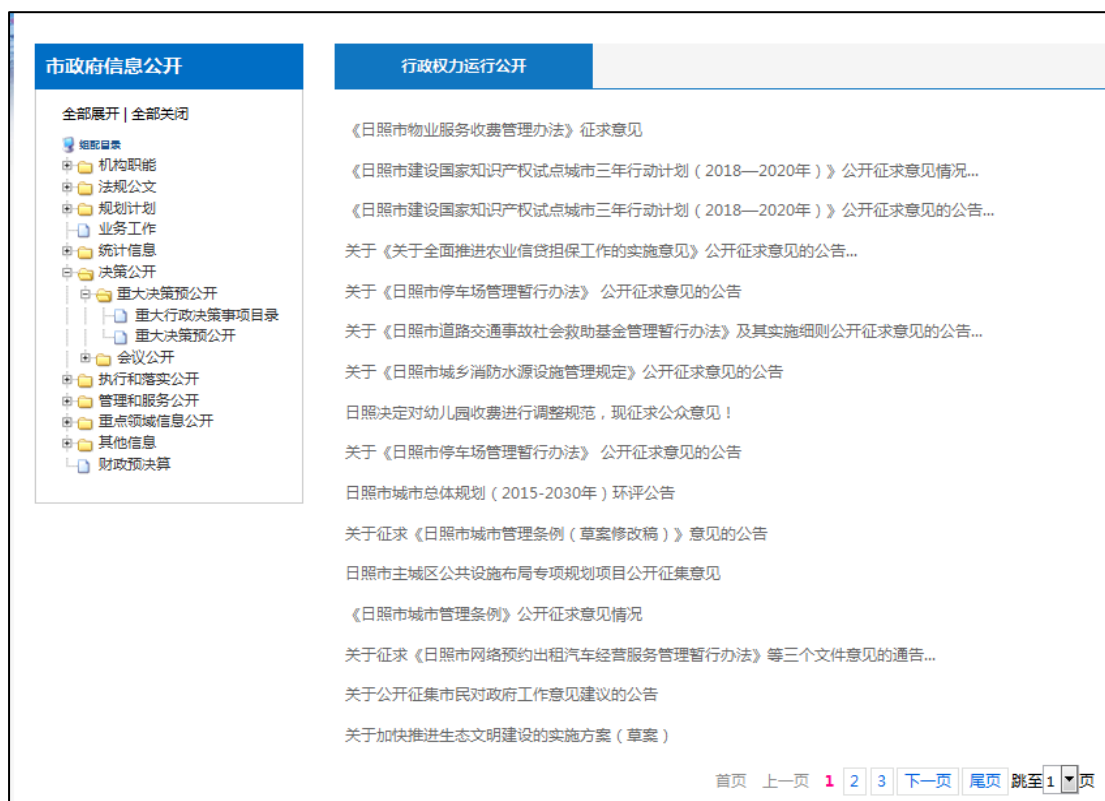 市政府信息公开
全部展开 | 全部关闭
组配目录
机构职能
法规公文
规划计划
业务工作
统计信息
决策公开
重大决策预公开
重大行政决策事项目录
重大决策预公开
会议公开
执行和落实公开
管理和服务公开
重点领域信息公开
其他信息
财政预决算
行政权力运行公开
《日照市物业服务收费管理办法》征求意见
《日照市建设国家知识产权试点城市三年行动计划（2018—2020年）》公开征求意见情况...
《日照市建设国家知识产权试点城市三年行动计划（2018—2020年）》公开征求意见的公告...
关于《关于全面推进农业信贷担保工作的实施意见》公开征求意见的公告...
关于《日照市停车场管理暂行办法》 公开征求意见的公告
关于《日照市道路交通事故社会救助基金管理暂行办法》及其实施细则公开征求意见的公告...
关于《日照市城乡消防水源设施管理规定》公开征求意见的公告
日照决定对幼儿园收费进行调整规范，现征求公众意见！
关于《日照市停车场管理暂行办法》 公开征求意见的公告
日照市城市总体规划（2015-2030年）环评公告
关于征求《日照市城市管理条例（草案修改稿）》意见的公告
日照市主城区公共设施布局专项规划项目公开征集意见
《日照市城市管理条例》公开征求意见情况
关于征求《日照市网络预约出租汽车经营服务管理暂行办法》等三个文件意见的通告...
关于公开征集市民对政府工作意见建议的公告
关于加快推进生态文明建设的实施方案（草案）
首页 上一页 1 2 3 下一页 尾页 跳至1页